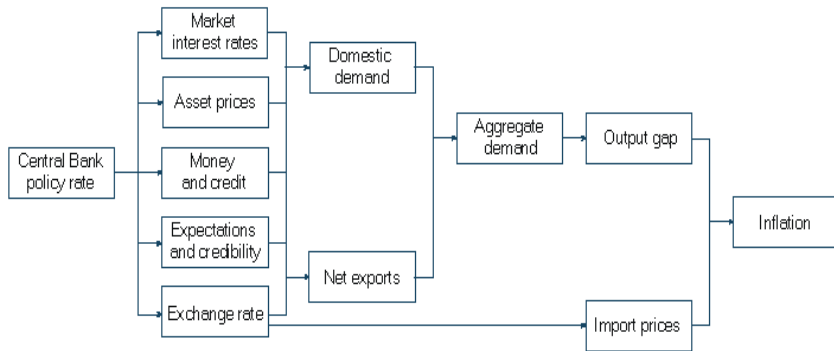 Market
interest rates
Domestic
demand
Asset prices
Aggregate
demand
Output gap
Central Bank
policy rate
Money
and credit
Inflation
Expectations
and credibility
Net exports
Exchange rate
Import prices